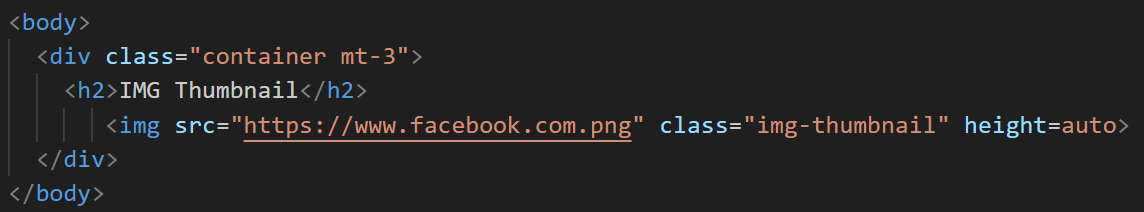 <body>
<div class="container mt-3">
<h2>IMG Thumbnail</h2>
<img src="https://www.facebook.com.png" class="img-thumbnail" height=auto>
</div>
</body>